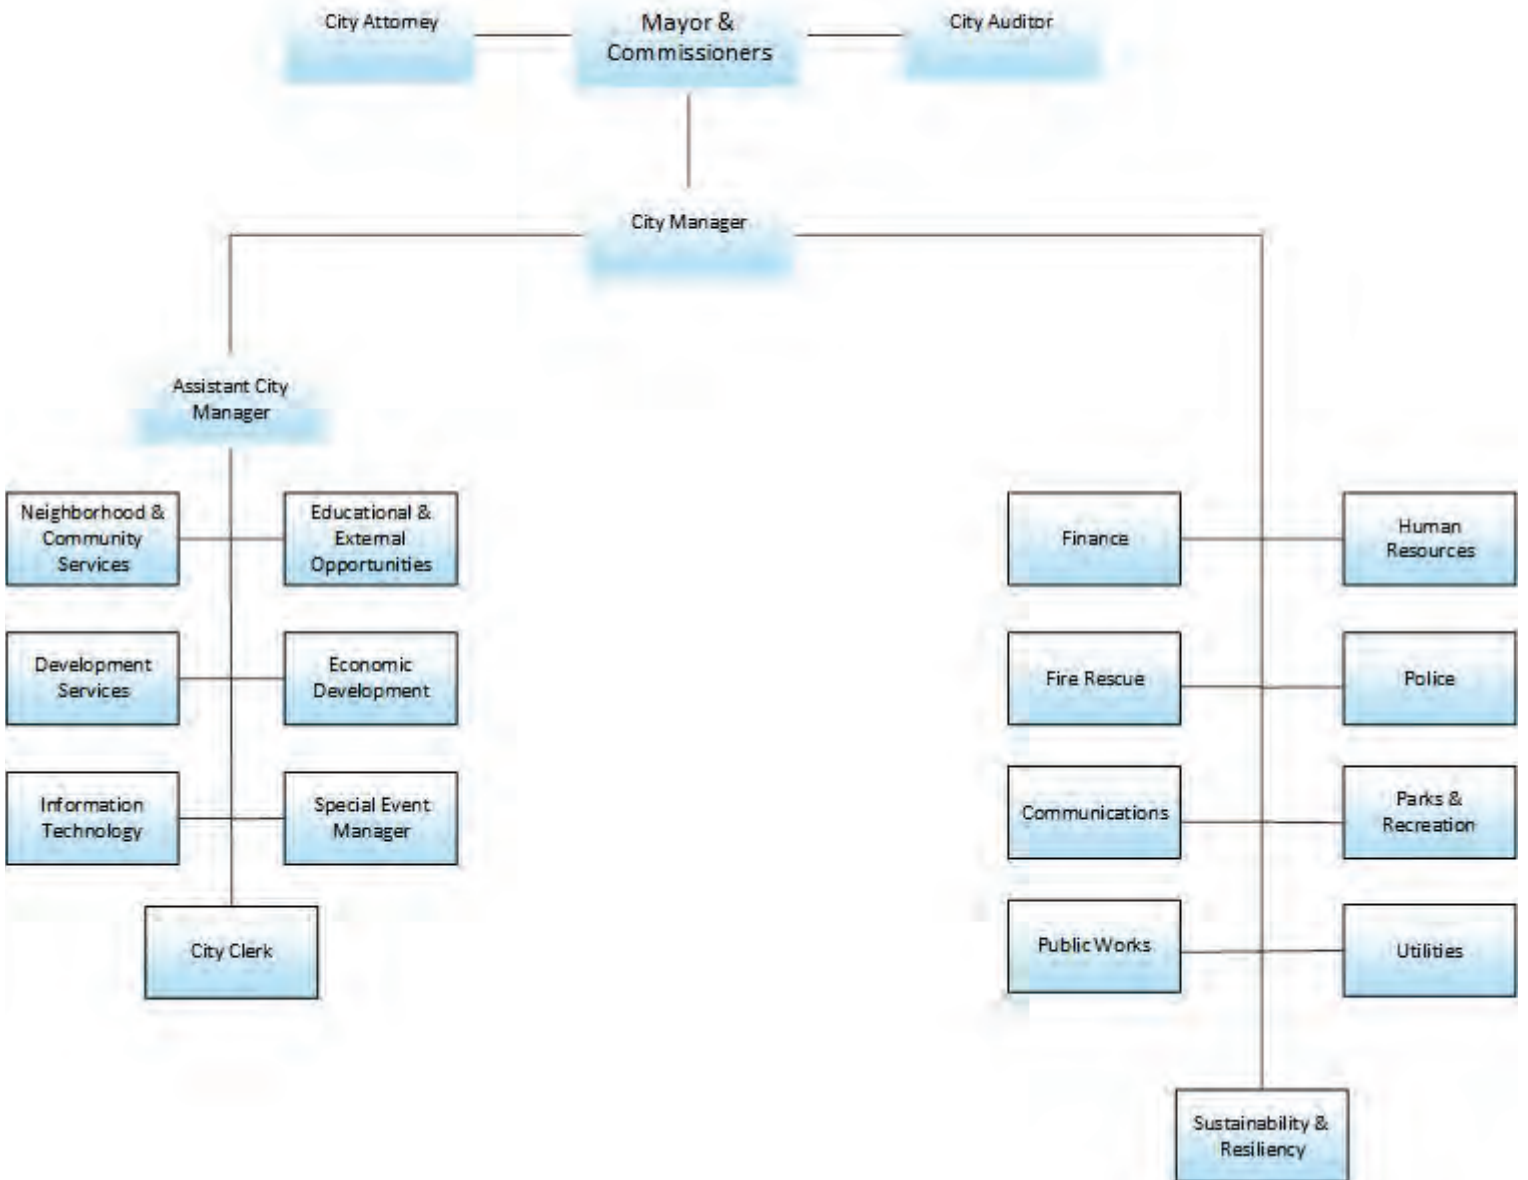 City Attorney
Mayor &
Commissioners
City Auditor
City Manager
Assistant City
Manager
Neighborhood &
Community
Services
Educational &
External
Opportunities
Development
Services
Economic
Development
Information
Technology
Special Event
Manager
City Clerk
Finance
Human
Resources
Fire Rescue
Police
Communications
Parks &
Recreation
Public Works
Utilities
Sustainability &
Resiliency